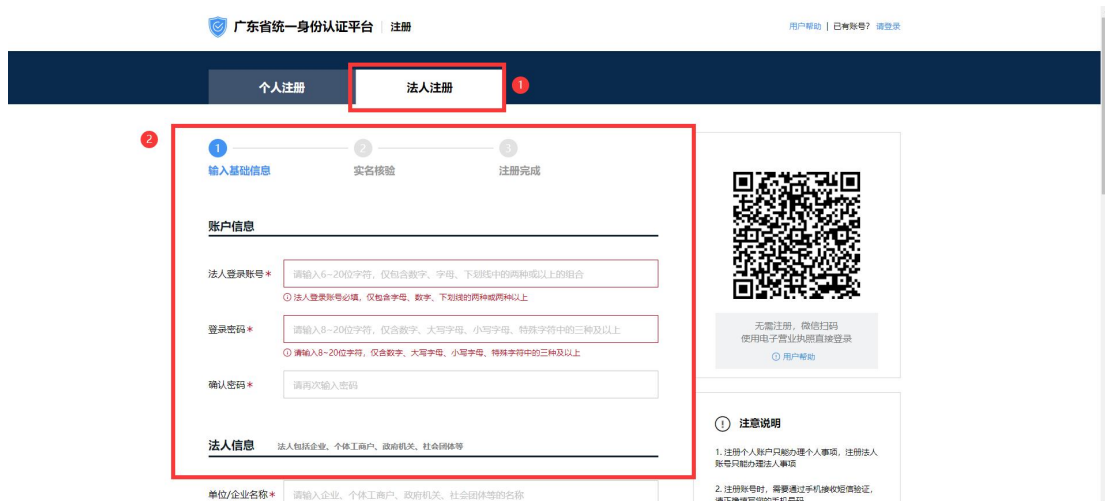 广东省统一身份认证平台 注册
用户帮助 | 已有账号? 请登录
个人注册 法人注册 1
2
1 2 3
输入基础信息 实名核验 注册完成
账户信息
法人登录账号* 请输入6~20位字符，仅包含数字、字母、下划线中的两种或以上的组合
法人登录账号必填，仅包含字母、数字、下划线的两种或两种以上
登录密码* 请输入8~20位字符，仅含数字、大写字母、小写字母、特殊字符中的三种及以上
请输入8~20位字符，仅含数字、大写字母、小写字母、特殊字符中的三种及以上
确认密码* 请再次输入密码
法人信息 法人包括企业、个体工商户、政府机关、社会团体等
单位/企业名称* 请输入企业、个体工商户、政府机关、社会团体等的名称
无需注册，微信扫码
使用电子营业执照直接登录
用户帮助
注意说明
1. 注册个人账户只能办理个人事项，注册法人
账号只能办理法人事项
2. 注册账号时，需要通过手机接收短信验证，
请正确填写您的手机号码